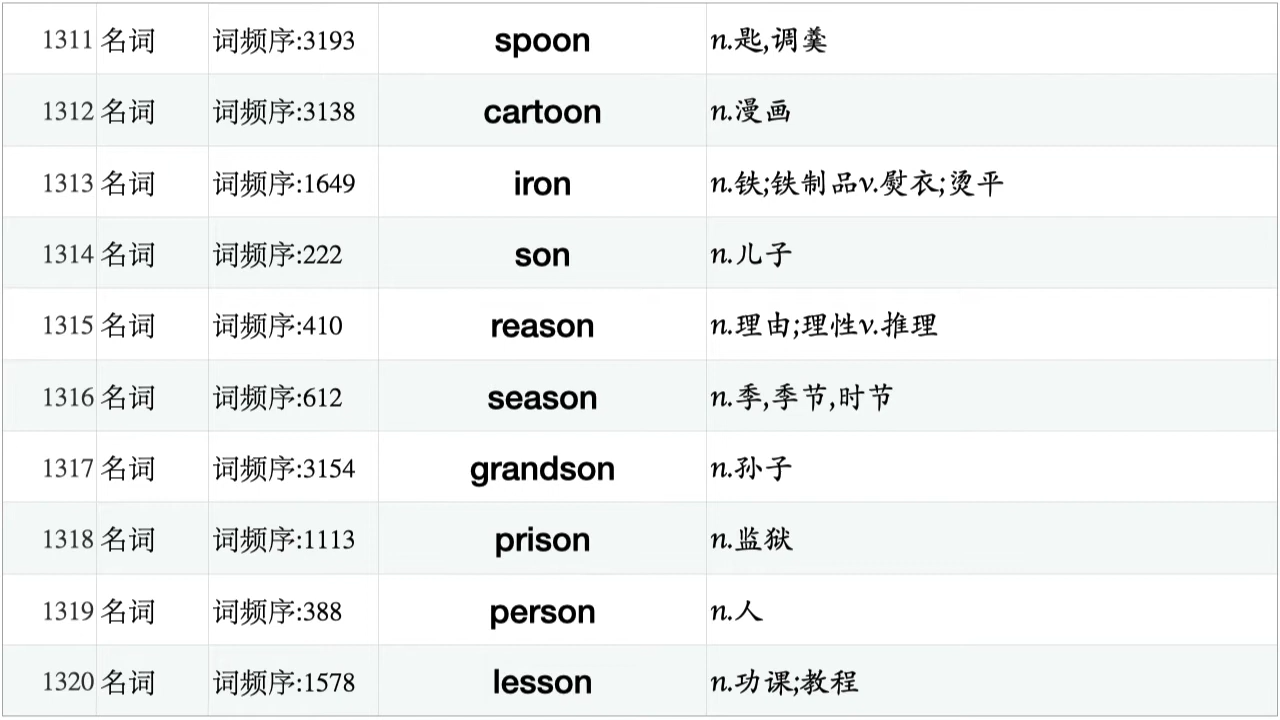 1311 名词 词频序:3193 spoon n.匙,调羹
1312 名词 词频序:3138 cartoon n.漫画
1313 名词 词频序:1649 iron n.铁;铁制品v.熨衣;烫平
1314 名词 词频序:222 son n.儿子
1315 名词 词频序:410 reason n.理由;理性v.推理
1316 名词 词频序:612 season n.季,季节,时节
1317 名词 词频序:3154 grandson n.孙子
1318 名词 词频序:1113 prison n.监狱
1319 名词 词频序:388 person n.人
1320 名词 词频序:1578 lesson n.功课;教程